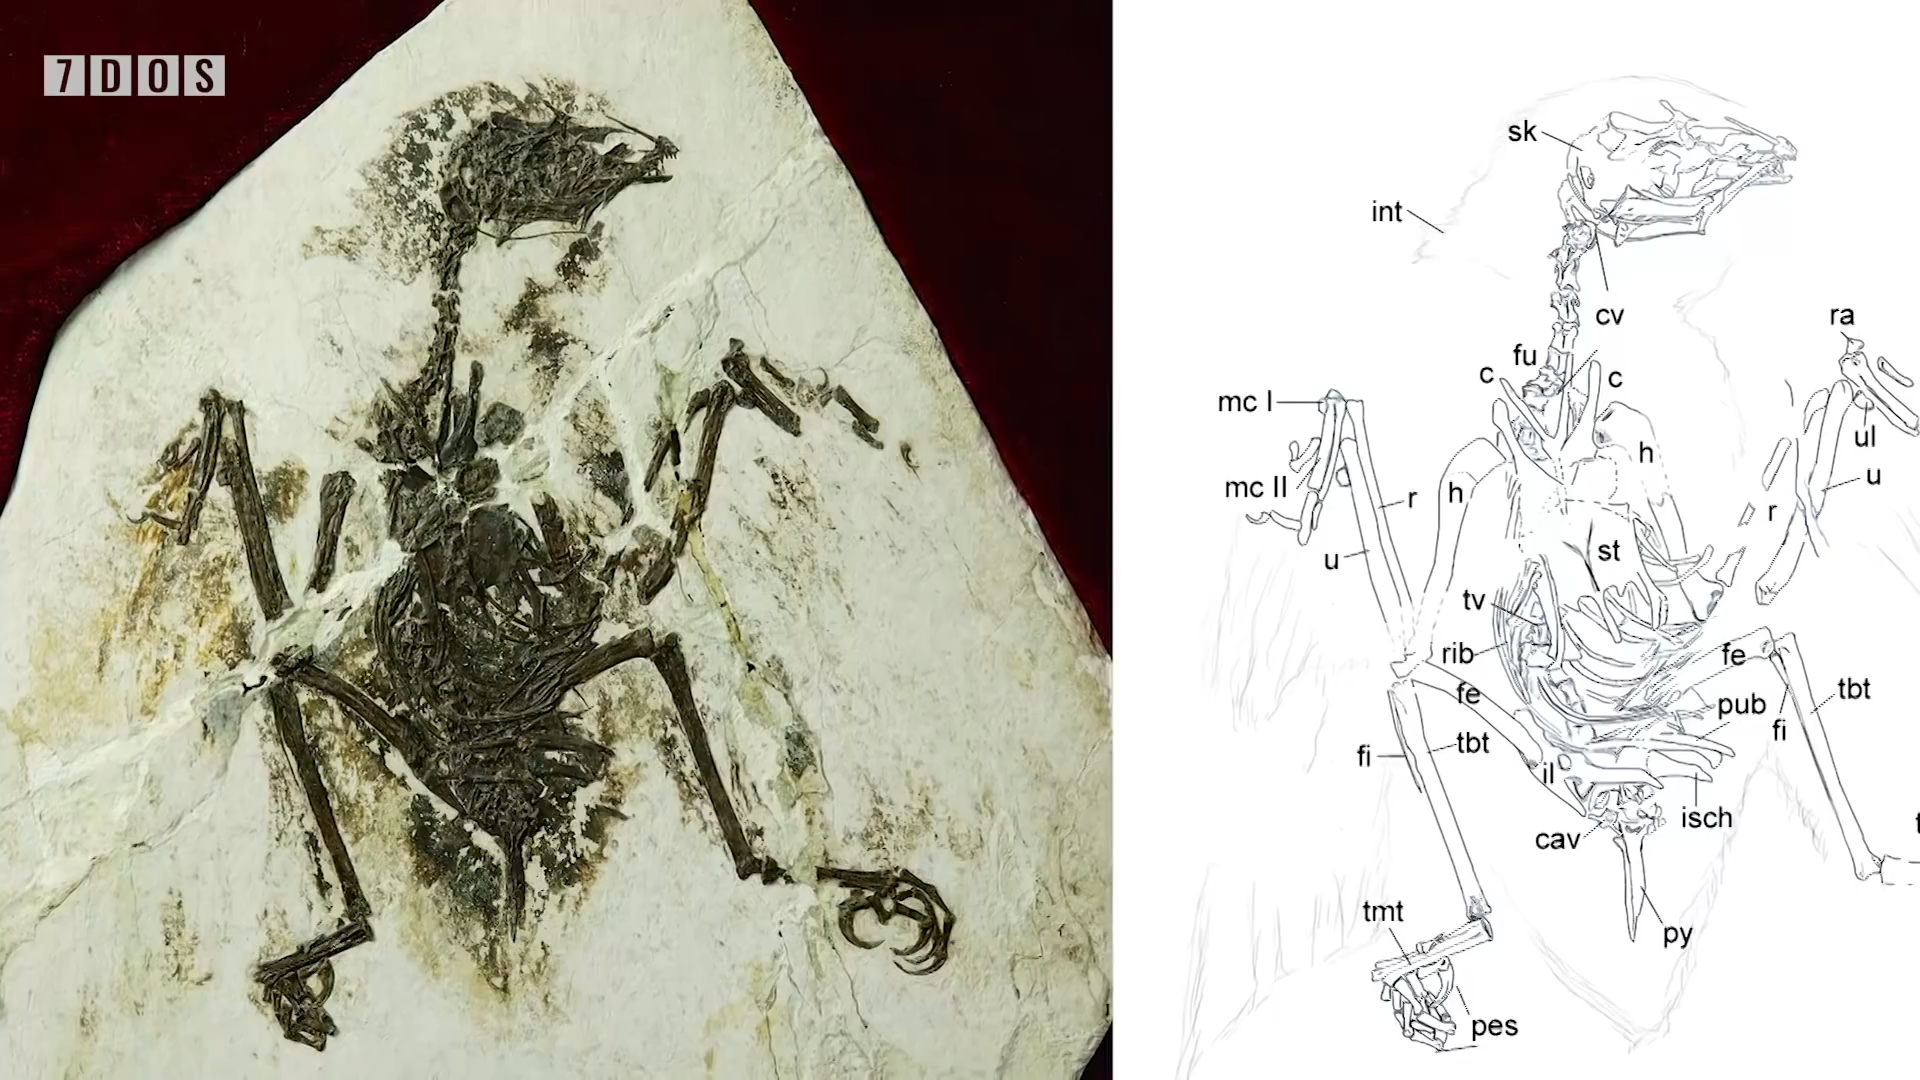 7DOS
sk
int
cv
ra
fu
c
c
mc I
ul
h
u
mc II
h
r
r
st
u
tv
rib
fe
fe
tbt
pub
fi
tbt
fi
il
isch
cav
tmt
py
pes